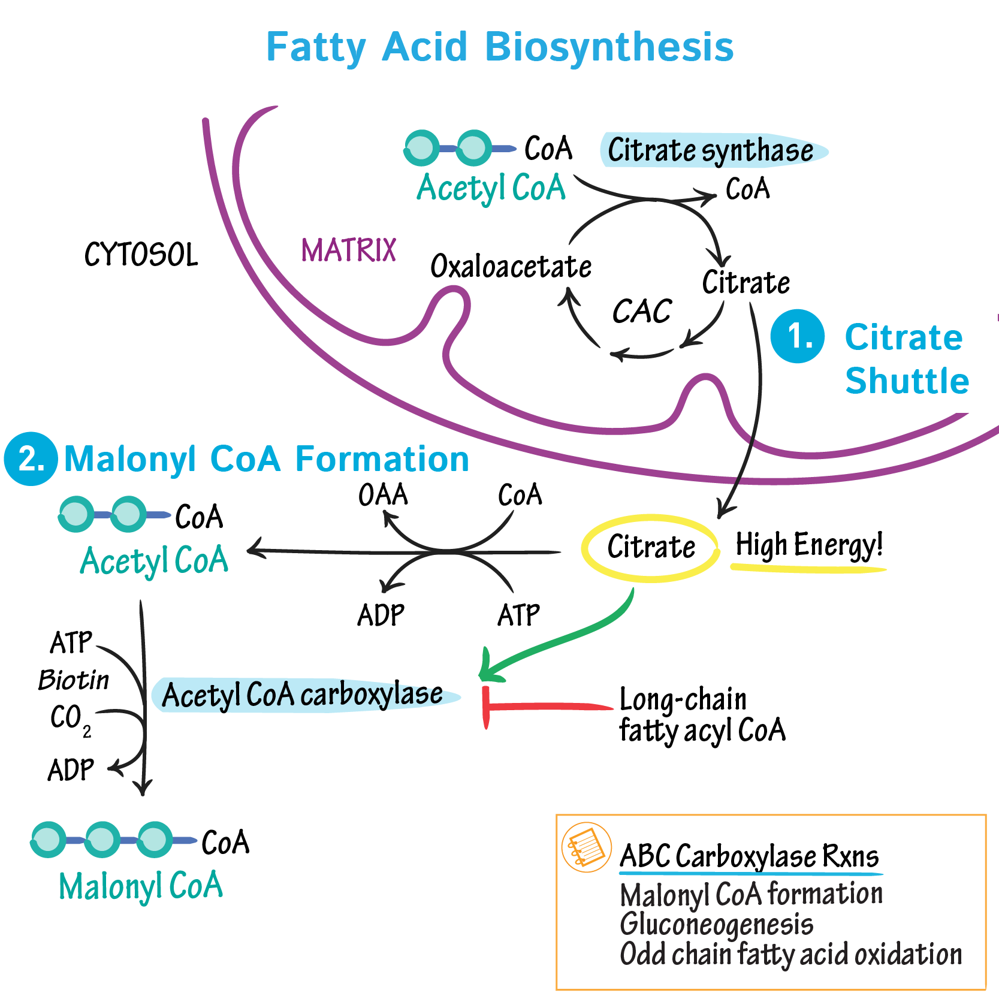 Fatty Acid Biosynthesis
CoA
Citrate synthase
Acetyl CoA
CoA
CYTOSOL
MATRIX
Oxaloacetate
Citrate
CAC
1. Citrate
Shuttle
2. Malonyl CoA Formation
OAA
CoA
CoA
Acetyl CoA
Citrate
High Energy!
ADP
ATP
ATP
Biotin
CO2
ADP
Acetyl CoA carboxylase
Long-chain
fatty acyl CoA
CoA
Malonyl CoA
ABC Carboxylase Rxns
Malonyl CoA formation
Gluconeogenesis
Odd chain fatty acid oxidation